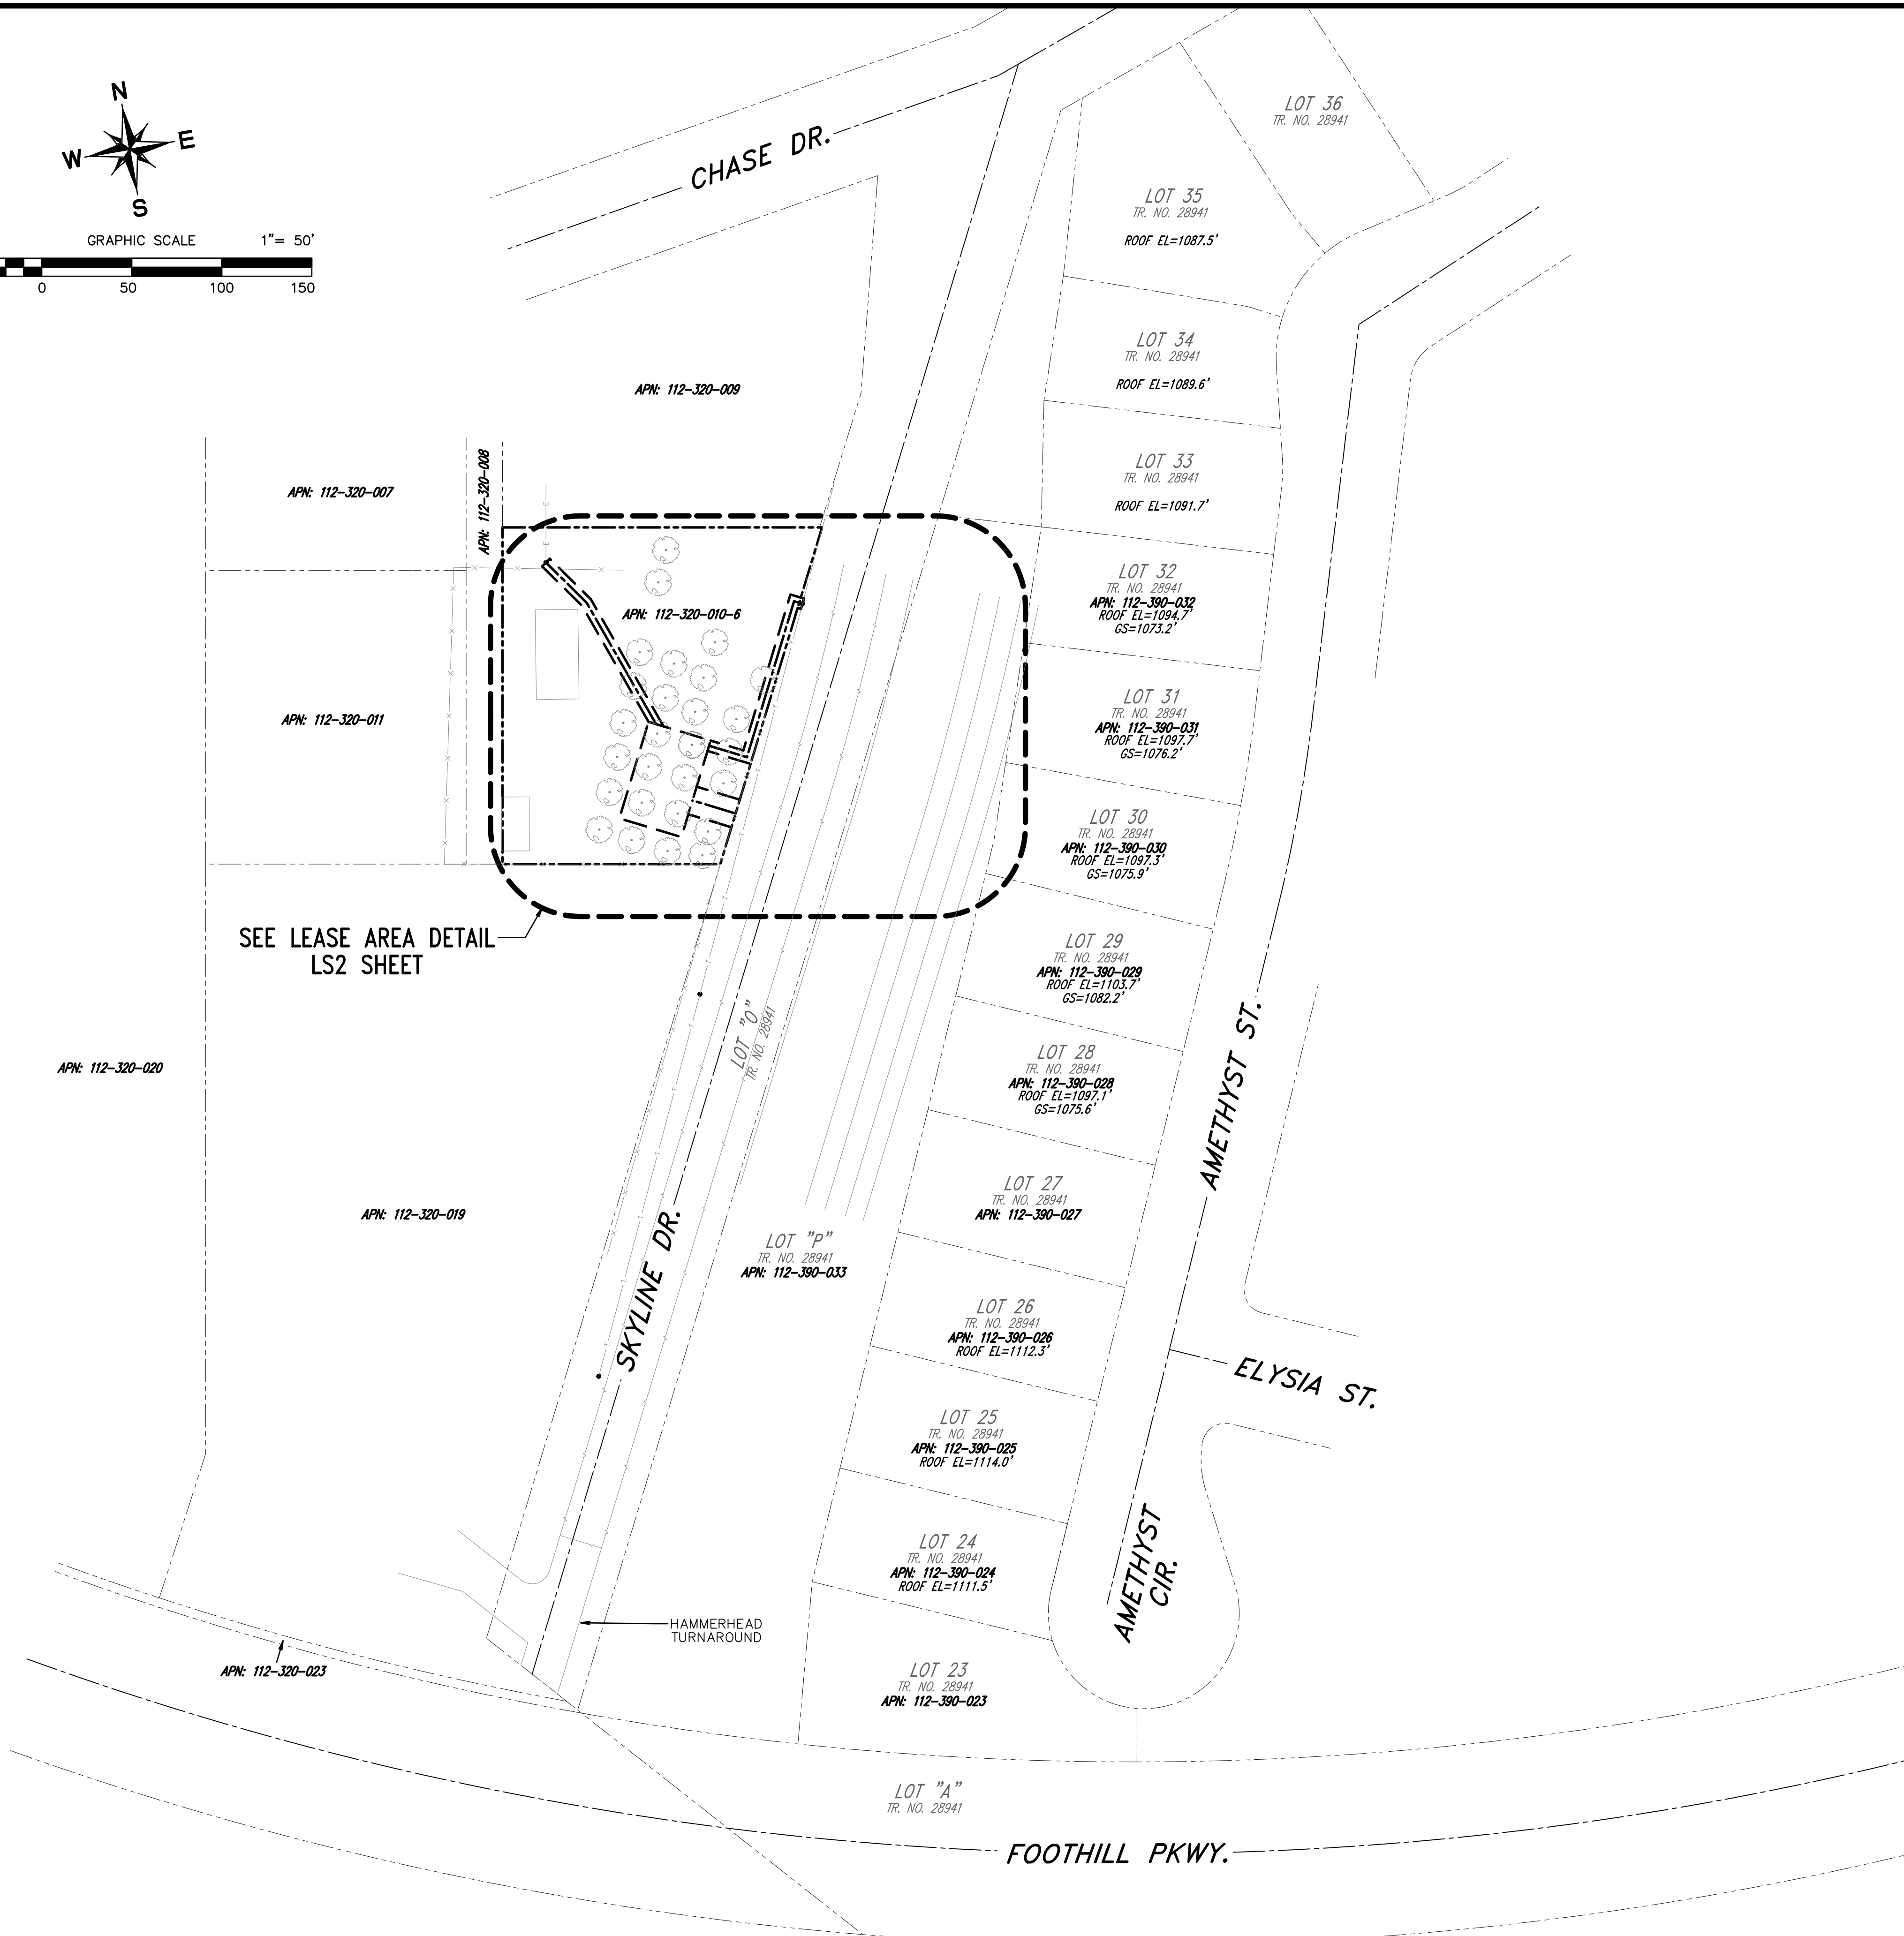 N
W E
S
GRAPHIC SCALE 1"= 50'
0 50 100 150
CHASE DR.
LOT 36
TR. NO. 28941
LOT 35
TR. NO. 28941
ROOF EL=1087.5'
LOT 34
TR. NO. 28941
ROOF EL=1089.6'
LOT 33
TR. NO. 28941
ROOF EL=1091.7'
APN: 112-320-009
APN: 112-320-007
APN: 112-320-008
APN: 112-320-010-6
APN: 112-320-011
LOT 32
TR. NO. 28941
APN: 112-390-032
ROOF EL=1094.7'
GS=1073.2'
LOT 31
TR. NO. 28941
APN: 112-390-031
ROOF EL=1097.7'
GS=1076.2'
LOT 30
TR. NO. 28941
APN: 112-390-030
ROOF EL=1097.3'
GS=1075.9'
SEE LEASE AREA DETAIL
LS2 SHEET
LOT 29
TR. NO. 28941
APN: 112-390-029
ROOF EL=1103.7'
GS=1082.2'
LOT "O"
TR. NO. 28941
LOT 28
TR. NO. 28941
APN: 112-390-028
ROOF EL=1097.1'
GS=1075.6'
APN: 112-320-020
AMETHYST ST.
LOT 27
TR. NO. 28941
APN: 112-390-027
APN: 112-320-019
SKYLINE DR.
LOT "P"
TR. NO. 28941
APN: 112-390-033
LOT 26
TR. NO. 28941
APN: 112-390-026
ROOF EL=1112.3'
ELYSIA ST.
LOT 25
TR. NO. 28941
APN: 112-390-025
ROOF EL=1114.0'
LOT 24
TR. NO. 28941
APN: 112-390-024
ROOF EL=1111.5'
AMETHYST
CIR.
HAMMERHEAD
TURNAROUND
APN: 112-320-023
LOT 23
TR. NO. 28941
APN: 112-390-023
LOT "A"
TR. NO. 28941
FOOTHILL PKWY.